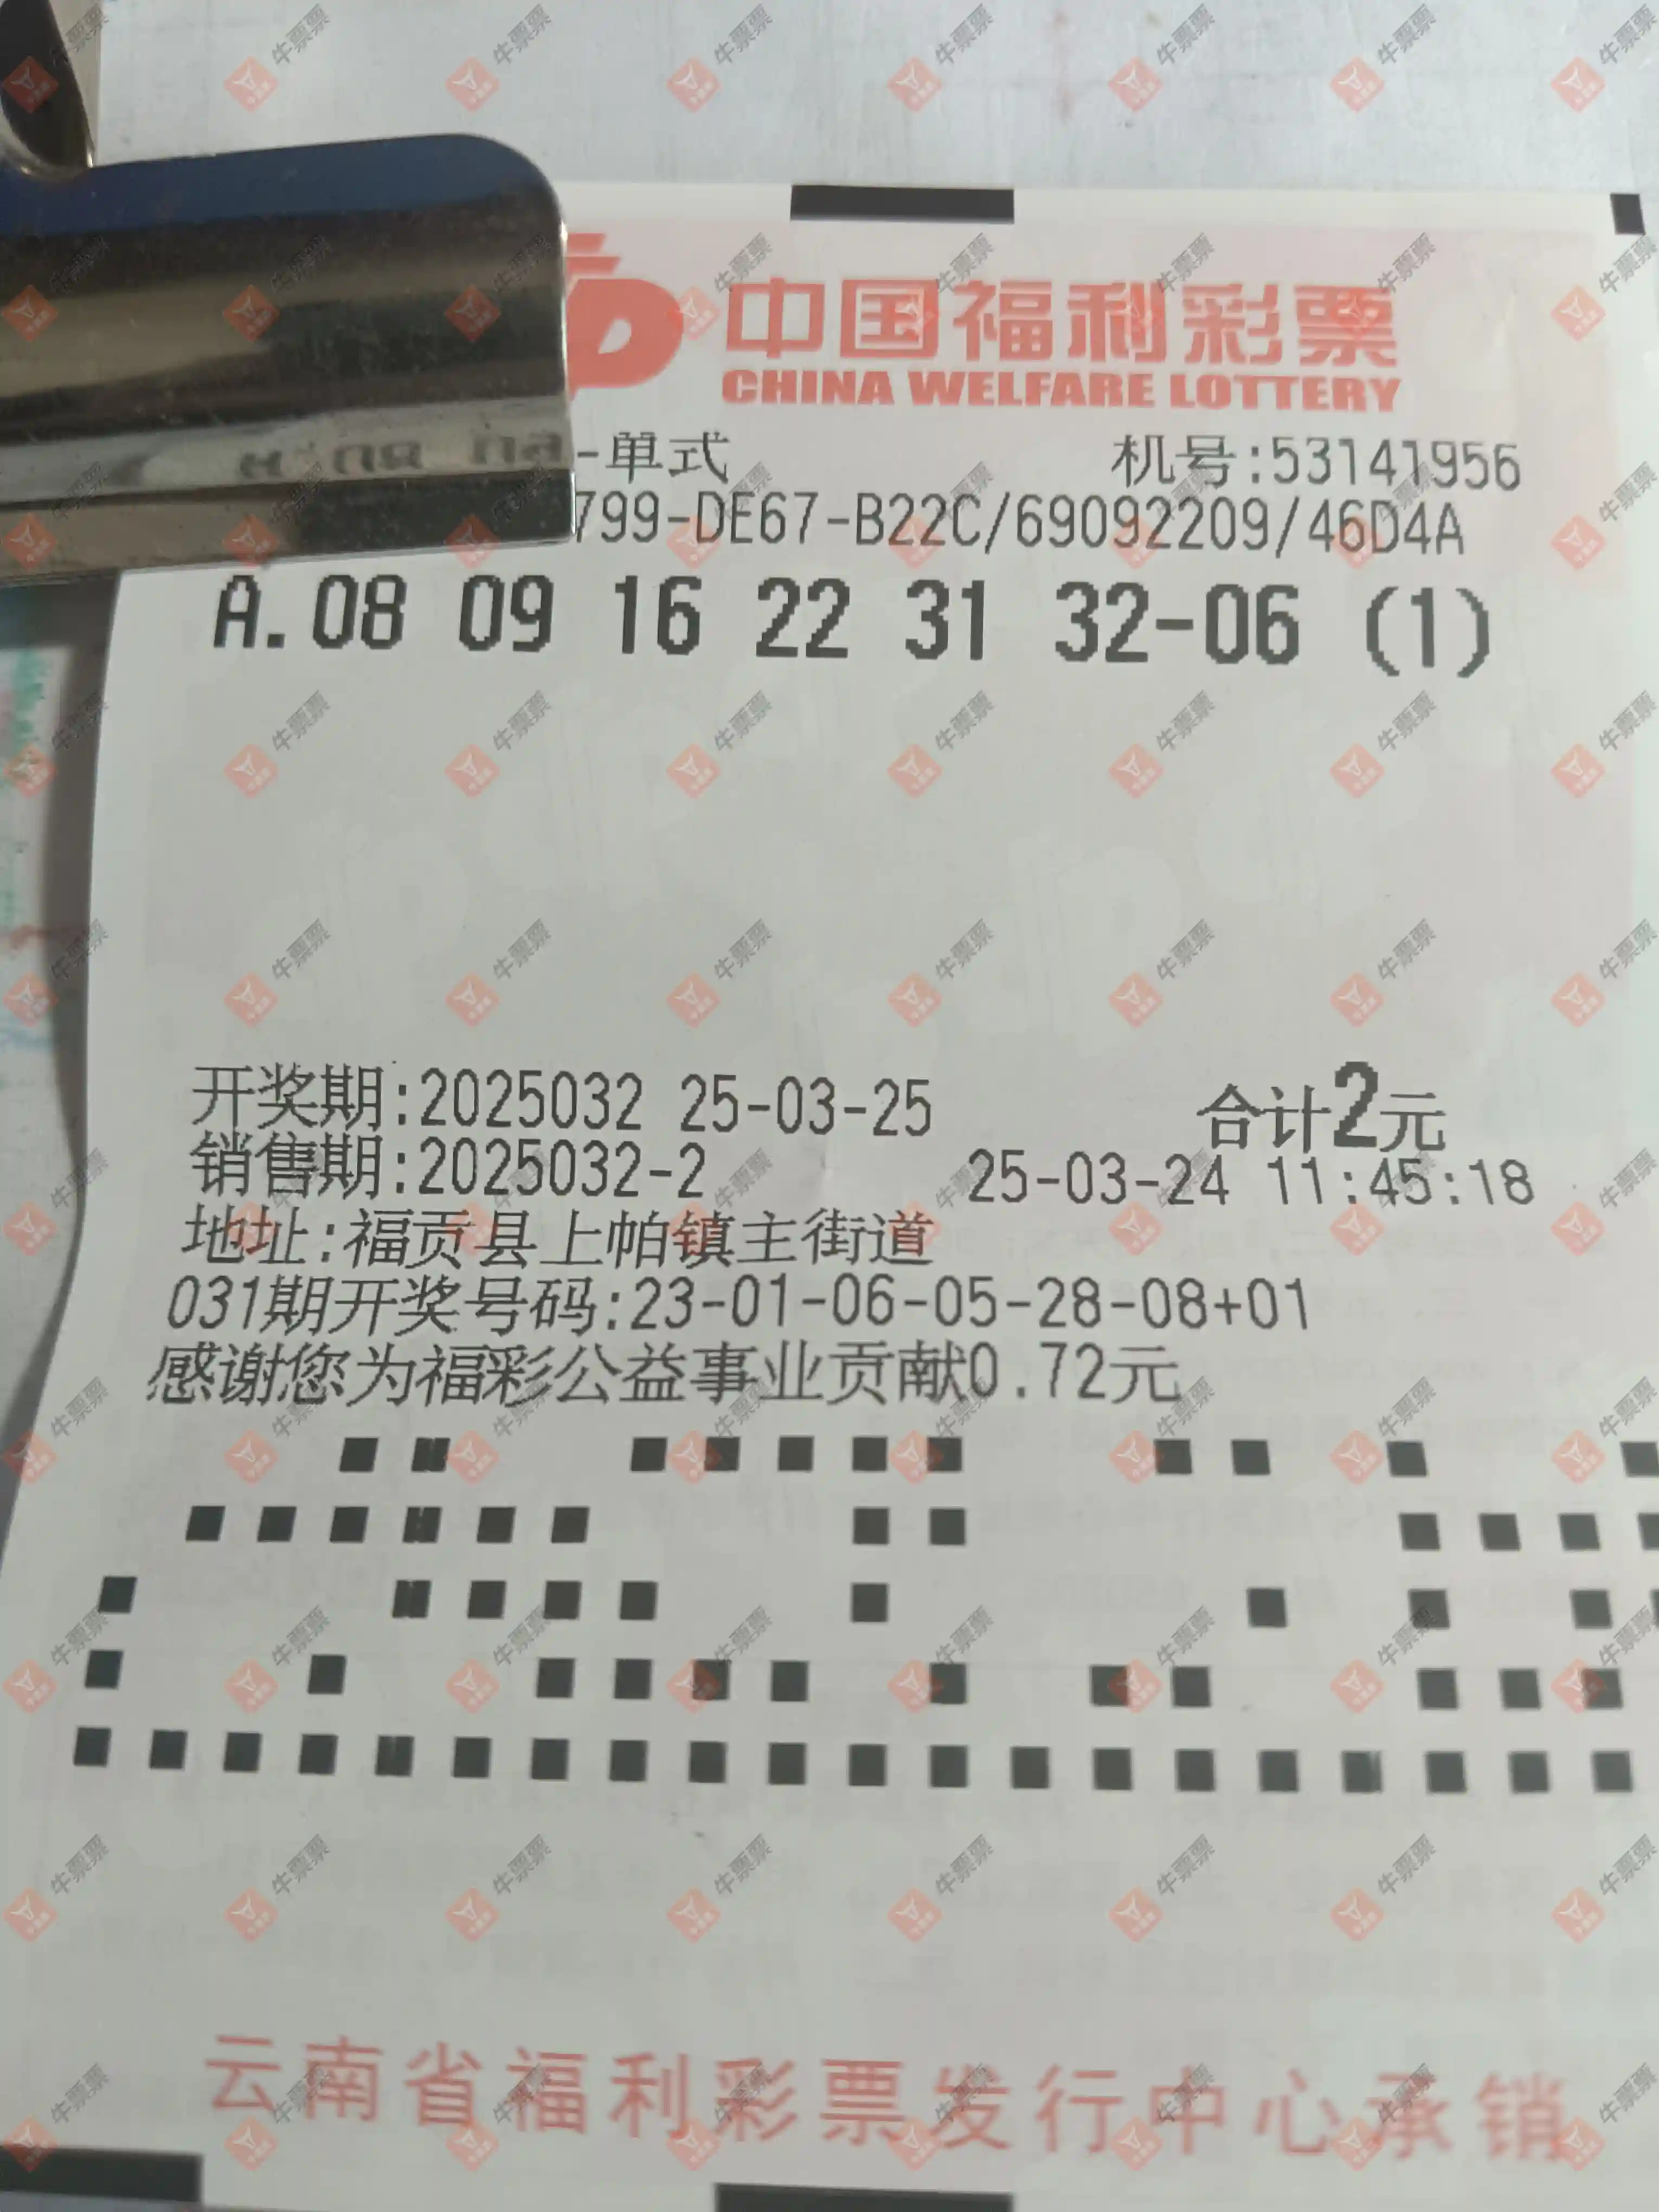 中国福利彩票
CHINA WELFARE LOTTERY
-单式 机号:53141956
799-DE67-B22C/69092209/46D4A
A.08 09 16 22 31 32-06 (1)
开奖期:2025032 25-03-25 合计2元
销售期:2025032-2 25-03-24 11:45:18
地址:福贡县上帕镇主街道
031期开奖号码:23-01-06-05-28-08+01
感谢您为福彩公益事业贡献0.72元
云南省福利彩票发行中心承销
牛票票